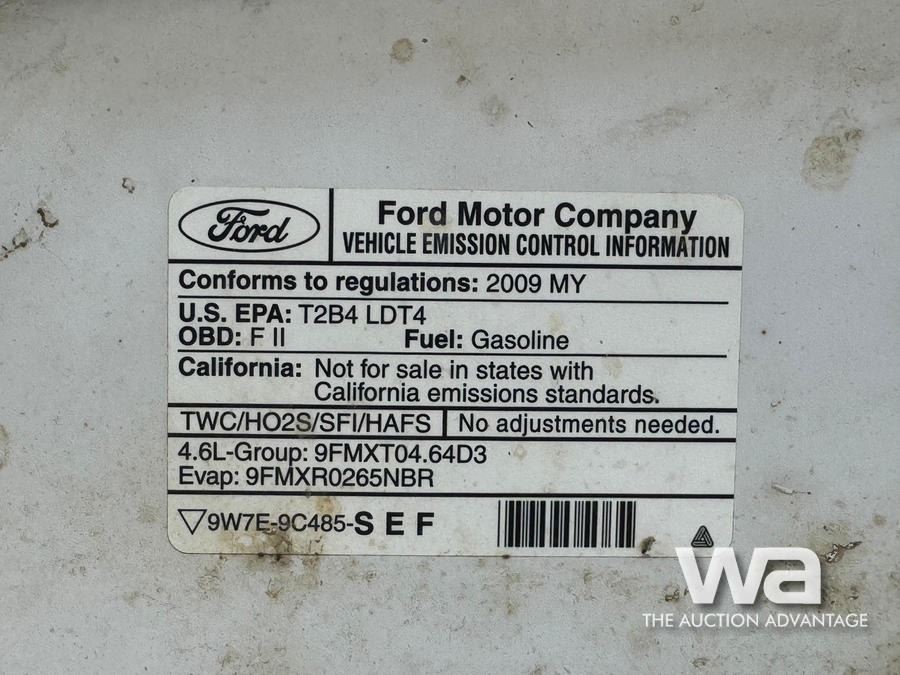 Ford
Ford Motor Company
VEHICLE EMISSION CONTROL INFORMATION
Conforms to regulations: 2009 MY
U.S. EPA: T2B4 LDT4
OBD: F II Fuel: Gasoline
California: Not for sale in states with
California emissions standards.
TWC/HO2S/SFI/HAFS No adjustments needed.
4.6L-Group: 9FMXT04.64D3
Evap: 9FMXR0265NBR
▽9W7E-9C485-SEF
wa
THE AUCTION ADVANTAGE